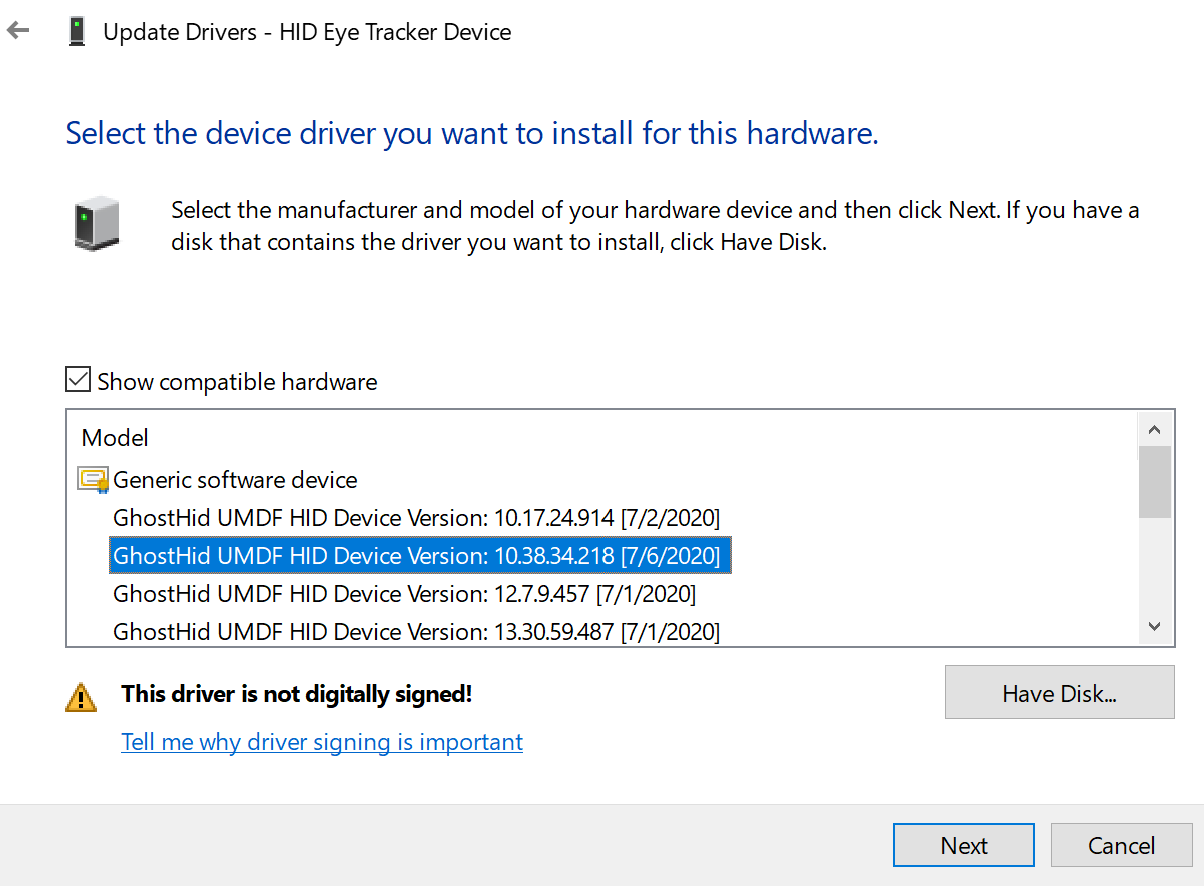 Update Drivers - HID Eye Tracker Device
Select the device driver you want to install for this hardware.
Select the manufacturer and model of your hardware device and then click Next. If you have a
disk that contains the driver you want to install, click Have Disk.
Show compatible hardware
Model
Generic software device
GhostHid UMDF HID Device Version: 10.17.24.914 [7/2/2020]
GhostHid UMDF HID Device Version: 10.38.34.218 [7/6/2020]
GhostHid UMDF HID Device Version: 12.7.9.457 [7/1/2020]
GhostHid UMDF HID Device Version: 13.30.59.487 [7/1/2020]
This driver is not digitally signed!
Have Disk...
Tell me why driver signing is important
Next
Cancel